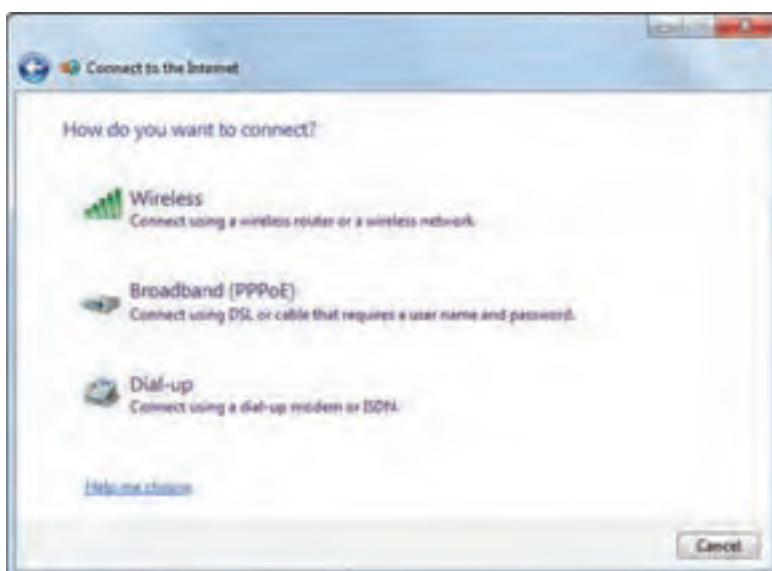 Connect to the Internet
How do you want to connect?
Wireless
Connect using a wireless router or a wireless network.
Broadband (PPPoE)
Connect using DSL or cable that requires a user name and password.
Dial-up
Connect using a dial-up modem or ISDN.
Help me choose
Cancel